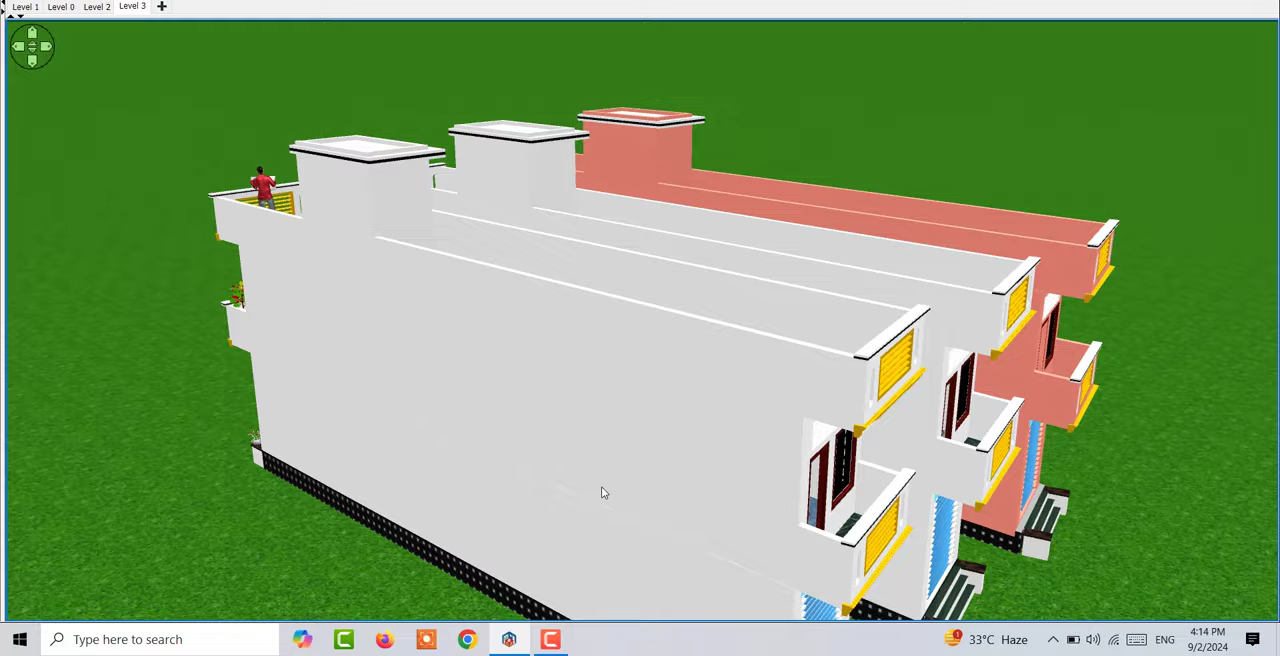 Level 1 Level 0 Level 2 Level 3
Type here to search
1
33°C Haze
ENG
4:14 PM
9/2/2024